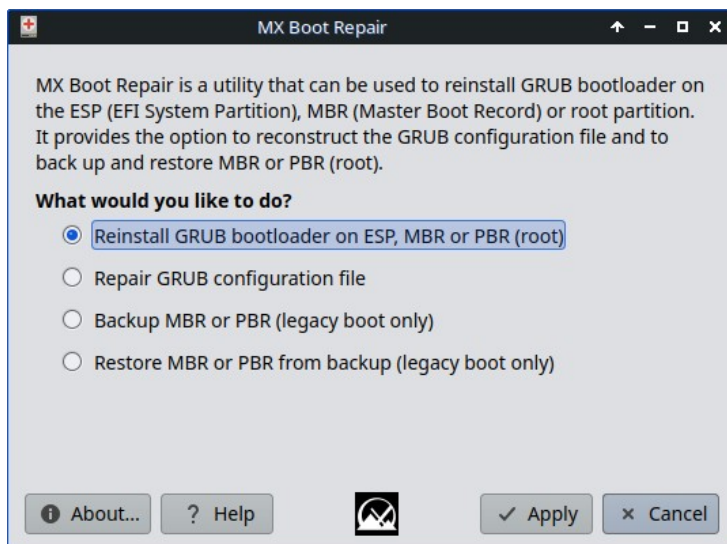 MX Boot Repair
MX Boot Repair is a utility that can be used to reinstall GRUB bootloader on
the ESP (EFI System Partition), MBR (Master Boot Record) or root partition.
It provides the option to reconstruct the GRUB configuration file and to
back up and restore MBR or PBR (root).
What would you like to do?
Reinstall GRUB bootloader on ESP, MBR or PBR (root)
Repair GRUB configuration file
Backup MBR or PBR (legacy boot only)
Restore MBR or PBR from backup (legacy boot only)
About... Help Apply Cancel